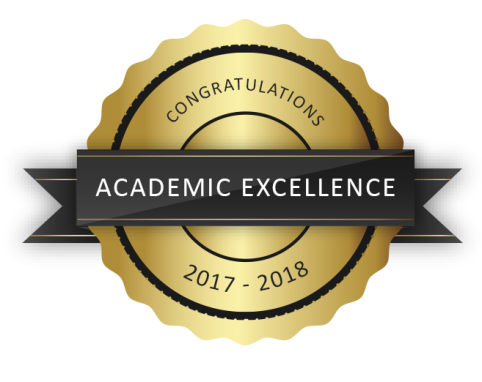 CONGRATULATIONS
ACADEMIC EXCELLENCE
2017 - 2018